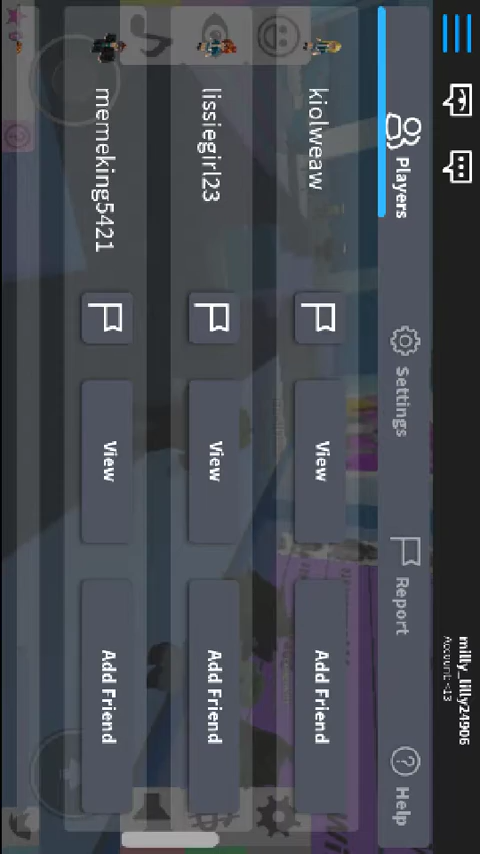 milly_lilly24906
Account: <13
Players
Settings
Report
Help
kiolweaw
View
Add Friend
lissiegirl23
View
Add Friend
memeking5421
View
Add Friend